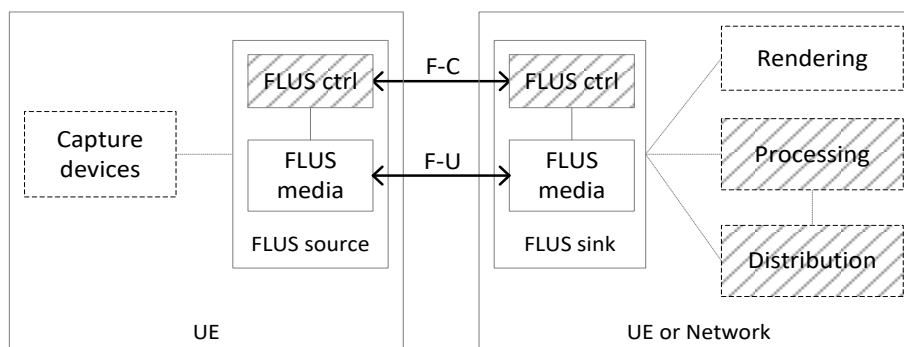 Capture
devices
FLUS ctrl
FLUS
media
FLUS source
UE
F-C
F-U
FLUS ctrl
FLUS
media
FLUS sink
Rendering
Processing
Distribution
UE or Network